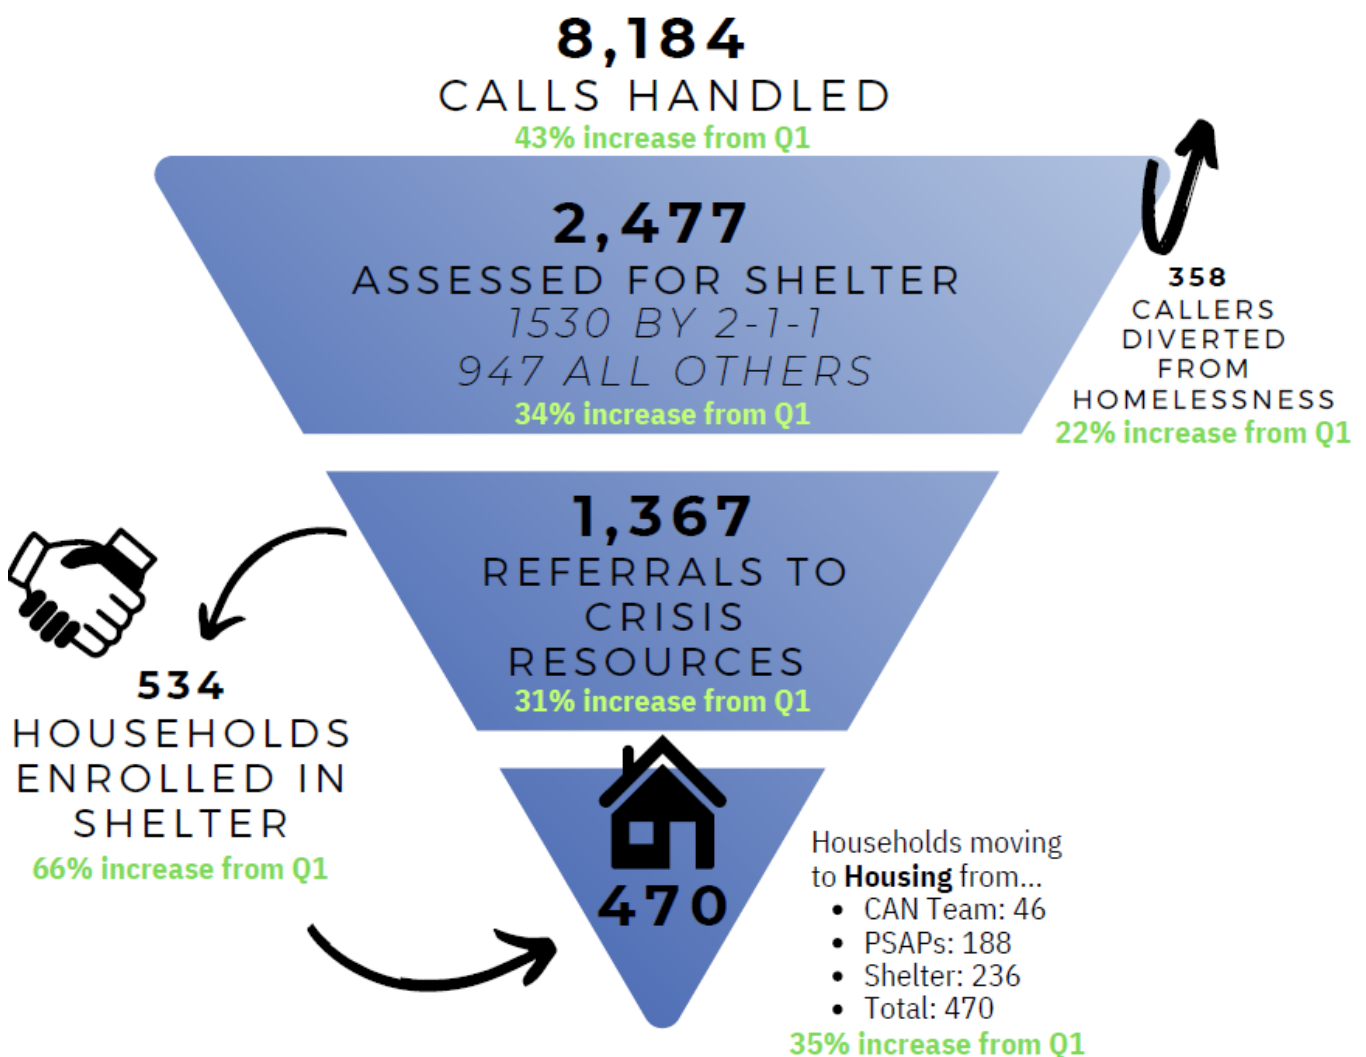 8,184
CALLS HANDLED
43% increase from Q1
2,477
ASSESSED FOR SHELTER
1530 BY 2-1-1
947 ALL OTHERS
34% increase from Q1
358
CALLERS
DIVERTED
FROM
HOMELESSNESS
22% increase from Q1
1,367
REFERRALS TO
CRISIS
RESOURCES
31% increase from Q1
534
HOUSEHOLDS
ENROLLED IN
SHELTER
66% increase from Q1
470
Households moving
to Housing from...
• CAN Team: 46
• PSAPs: 188
• Shelter: 236
• Total: 470
35% increase from Q1